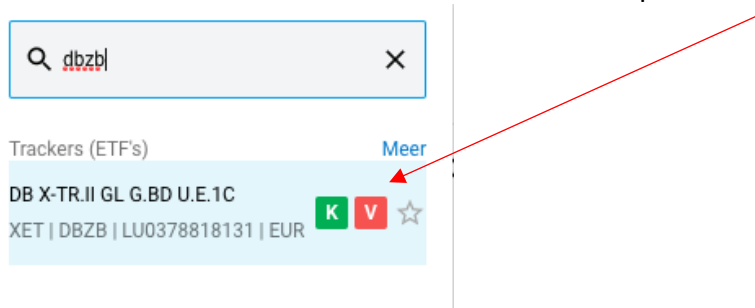 dbzb
Trackers (ETF's) Meer
DB X-TR.II GL G.BD U.E.1C
K V
XET | DBZB | LU0378818131 | EUR